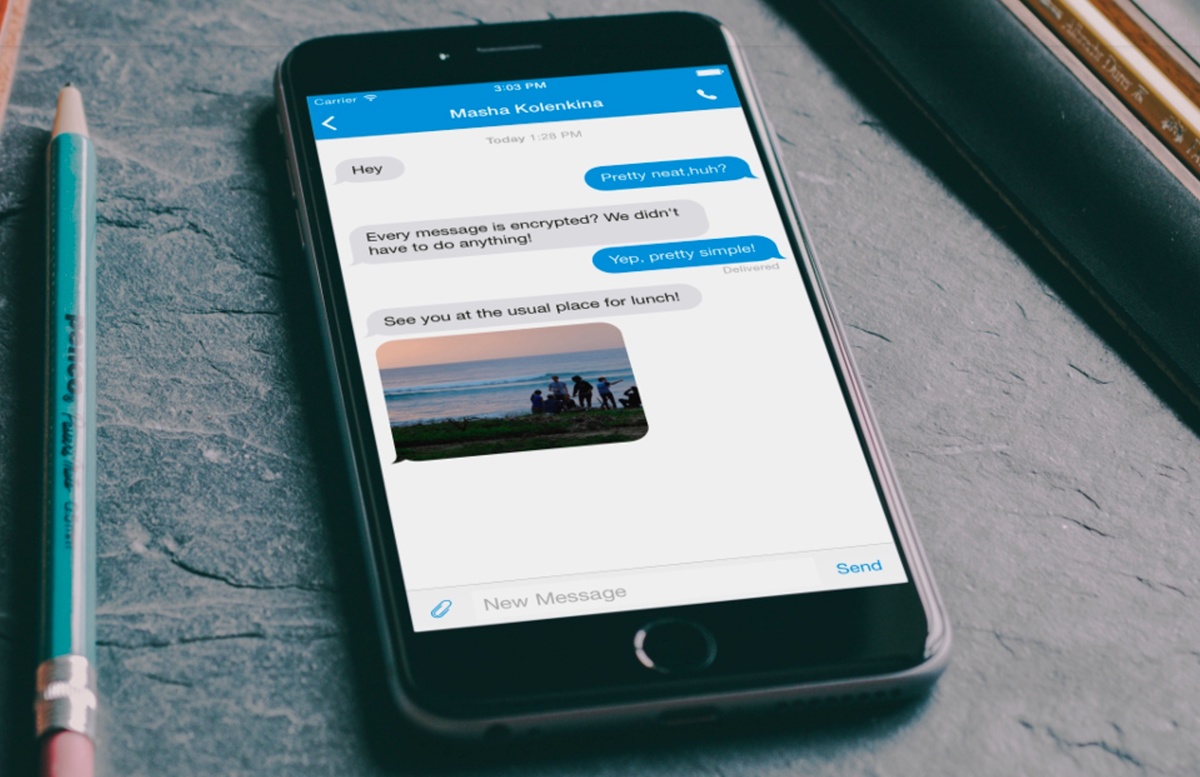 Carrier
3:03 PM
Masha Kolenkina
Today 1:28 PM
Hey
Pretty neat,huh?
Every message is encrypted? We didn't
have to do anything!
Yep, pretty simple!
Delivered
See you at the usual place for lunch!
New Message
Send